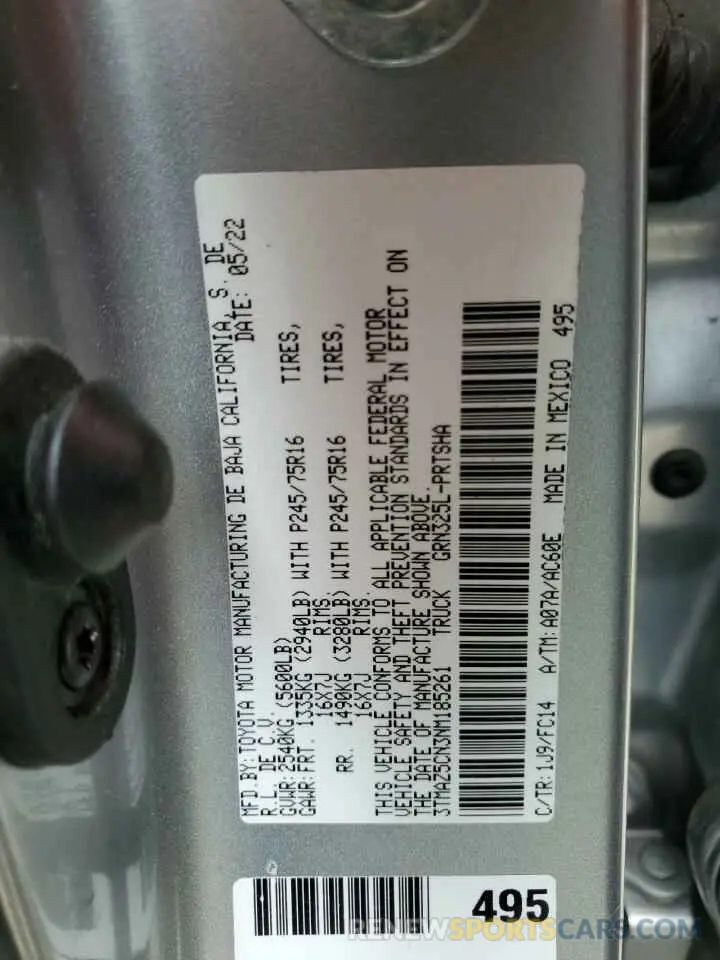 MFD.BY:TOYOTA MOTOR MANUFACTURING DE BAJA CALIFORNIA, S. DE
R.L. DE C.V. DATE: 05/22
GVWR:2540KG (5600LB)
GAWR:FRT. 1335KG (2940LB) WITH P245/75R16 TIRES,
16X7J RIMS.
RR. 1490KG (3280LB) WITH P245/75R16 TIRES,
16X7J RIMS.
THIS VEHICLE CONFORMS TO ALL APPLICABLE FEDERAL MOTOR
VEHICLE SAFETY AND THEFT PREVENTION STANDARDS IN EFFECT ON
THE DATE OF MANUFACTURE SHOWN ABOVE.
3TMAZ5CN3NM185261 TRUCK GRN325L-PRTSHA
C/TR:1J9/FC14 A/TM:A07A/AC60E MADE IN MEXICO 495
495
RENEWSPORTSCARS.COM